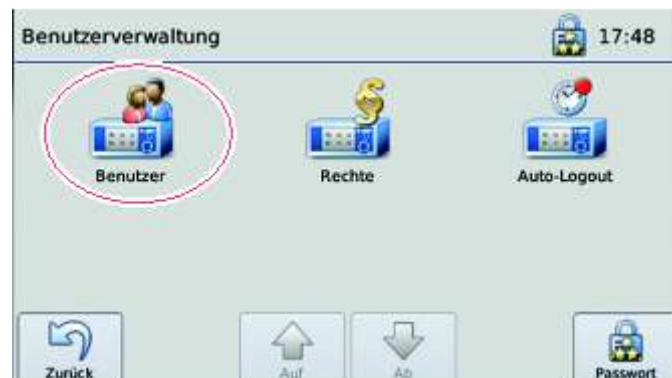 Benutzerverwaltung 17:48
Benutzer Rechte Auto-Logout
Zurück Auf Ab Passwort